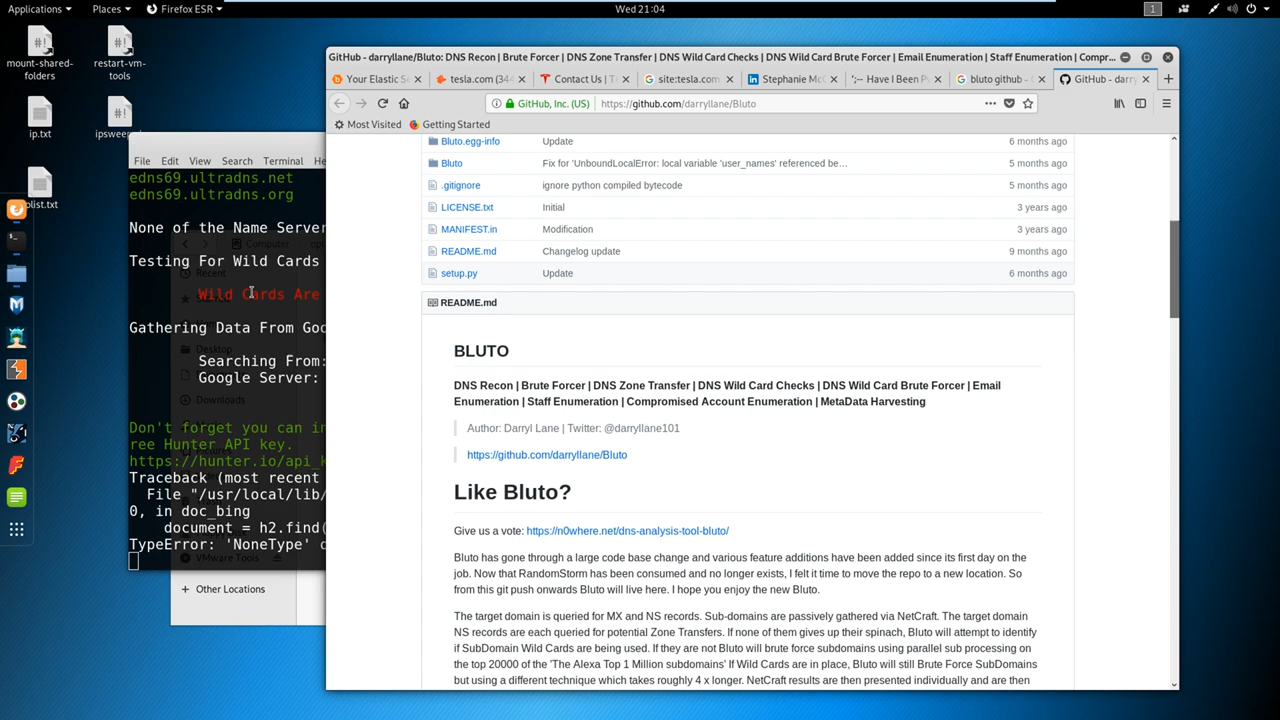 Applications
Places
Firefox ESR
Wed 21:04
1
mount-shared-folders
restart-vm-tools
ip.txt
ipsweep
olist.txt
GitHub - darryllane/Bluto: DNS Recon | Brute Forcer | DNS Zone Transfer | DNS Wild Card Checks | DNS Wild Card Brute Forcer | Email Enumeration | Staff Enumeration | Compr...
Your Elastic Se
tesla.com (344
Contact Us | Te
site:tesla.com
Stephanie McC
Have I Been P
bluto github - G
GitHub - darry
GitHub, Inc. (US)
https://github.com/darryllane/Bluto
Most Visited
Getting Started
File Edit View Search Terminal He
edns69.ultradns.net
edns69.ultradns.org
None of the Name Server
Testing For Wild Cards
Wild Cards Are
Gathering Data From Goo
Searching From:
Google Server:
Don't forget you can in
ree Hunter API key.
https://hunter.io/api_k
Traceback (most recent
File "/usr/local/lib/
0, in doc_bing
document = h2.find(
TypeError: 'NoneType' o
Computer
Recent
Desktop
Downloads
VMware Tools
+ Other Locations
Bluto.egg-info Update 6 months ago
Bluto Fix for 'UnboundLocalError: local variable 'user_names' referenced be... 5 months ago
.gitignore ignore python compiled bytecode 5 months ago
LICENSE.txt Initial 3 years ago
MANIFEST.in Modification 3 years ago
README.md Changelog update 9 months ago
setup.py Update 6 months ago
README.md
BLUTO
DNS Recon | Brute Forcer | DNS Zone Transfer | DNS Wild Card Checks | DNS Wild Card Brute Forcer | Email
Enumeration | Staff Enumeration | Compromised Account Enumeration | MetaData Harvesting
Author: Darryl Lane | Twitter: @darryllane101
https://github.com/darryllane/Bluto
Like Bluto?
Give us a vote: https://n0where.net/dns-analysis-tool-bluto/
Bluto has gone through a large code base change and various feature additions have been added since its first day on the
job. Now that RandomStorm has been consumed and no longer exists, I felt it time to move the repo to a new location. So
from this git push onwards Bluto will live here. I hope you enjoy the new Bluto.
The target domain is queried for MX and NS records. Sub-domains are passively gathered via NetCraft. The target domain
NS records are each queried for potential Zone Transfers. If none of them gives up their spinach, Bluto will attempt to identify
if SubDomain Wild Cards are being used. If they are not Bluto will brute force subdomains using parallel sub processing on
the top 20000 of the 'The Alexa Top 1 Million subdomains' If Wild Cards are in place, Bluto will still Brute Force SubDomains
but using a different technique which takes roughly 4 x longer. NetCraft results are then presented individually and are then